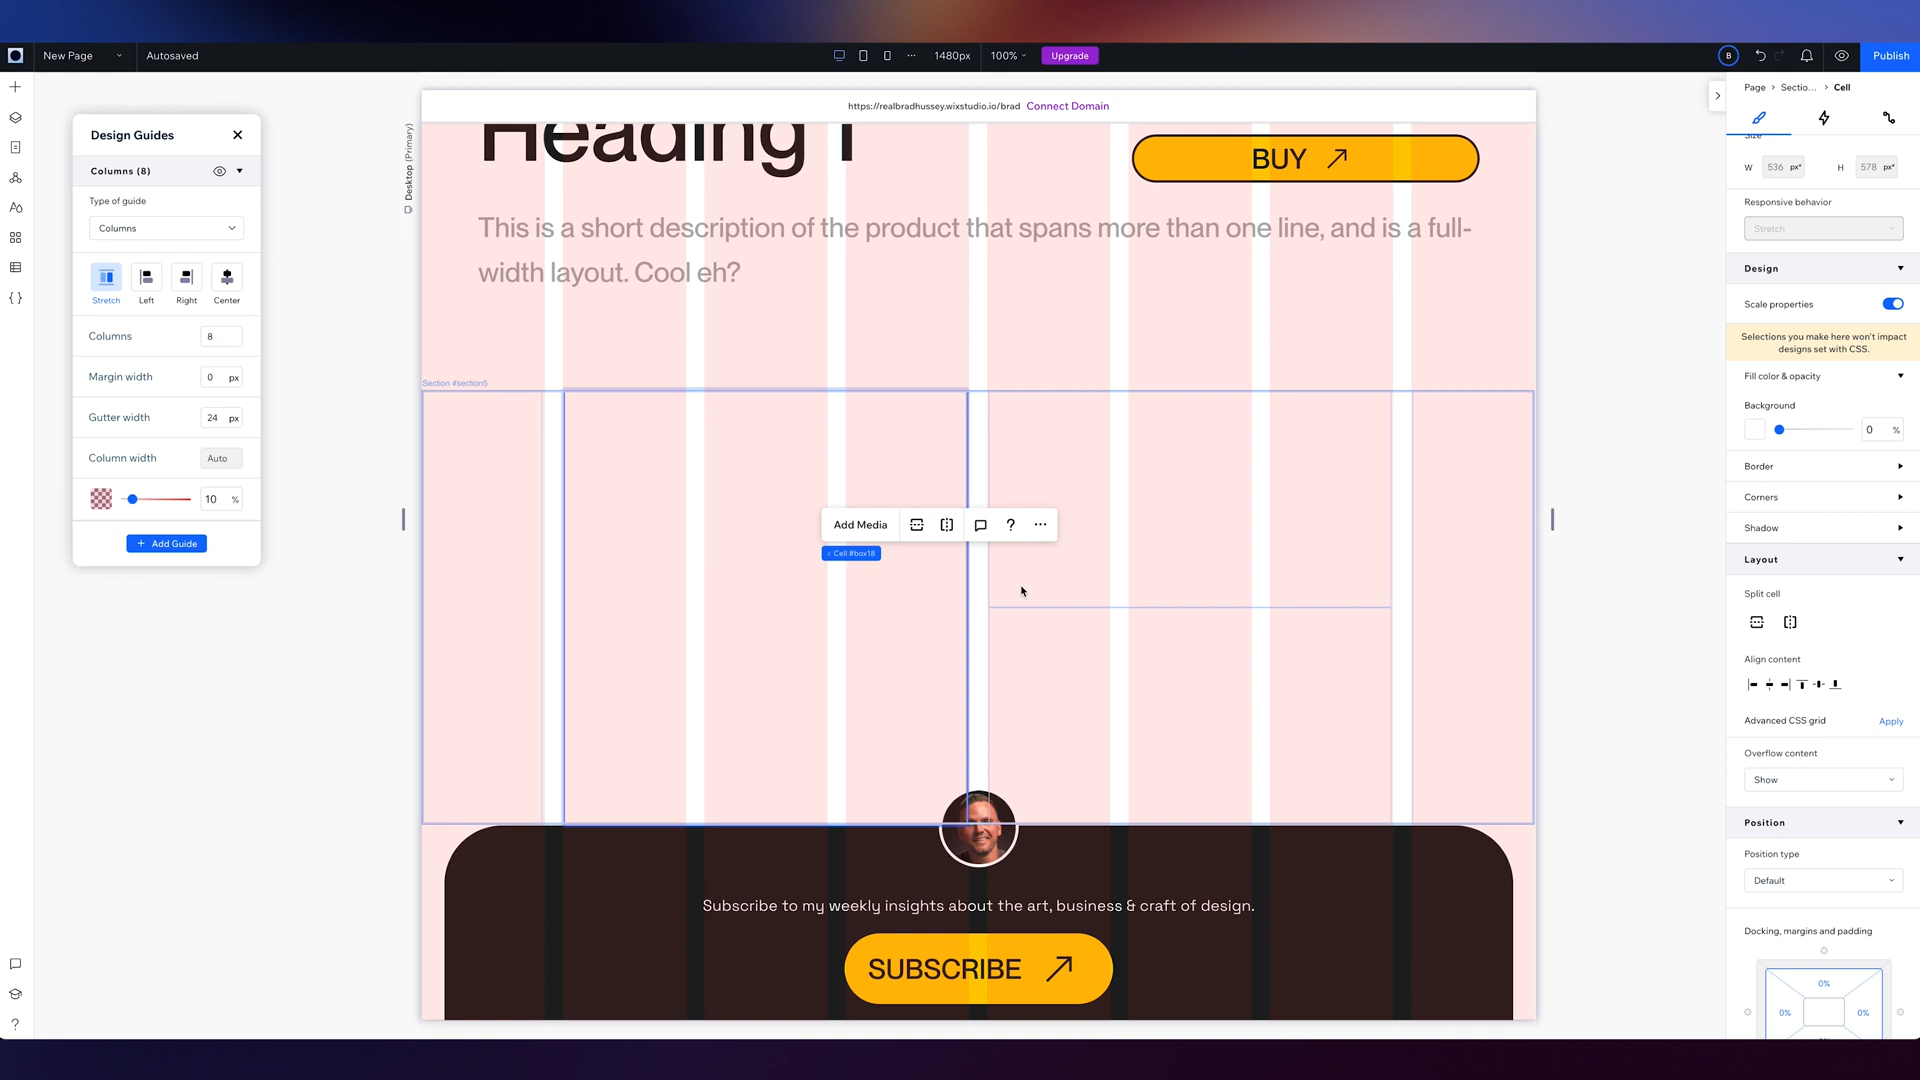 New Page
Autosaved
1480px
100%
Upgrade
B
Publish
Design Guides
Columns (8)
Type of guide
Columns
Stretch
Left
Right
Center
Columns
8
Margin width
0 px
Gutter width
24 px
Column width
Auto
10 %
+ Add Guide
https://realbradhussey.wixstudio.io/brad Connect Domain
Desktop (Primary)
Heading 1
BUY
This is a short description of the product that spans more than one line, and is a full-
width layout. Cool eh?
Section #section5
Add Media
?
Cell #box18
Subscribe to my weekly insights about the art, business & craft of design.
SUBSCRIBE
Page
Sectio...
Cell
Size
W 536 px*
H 578 px*
Responsive behavior
Stretch
Design
Scale properties
Selections you make here won't impact
designs set with CSS.
Fill color & opacity
Background
0 %
Border
Corners
Shadow
Layout
Split cell
Align content
Advanced CSS grid
Apply
Overflow content
Show
Position
Position type
Default
Docking, margins and padding
0%
0%
0%